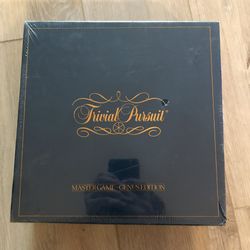 Trivial Pursuit®
MASTER GAME - GENUS EDITION